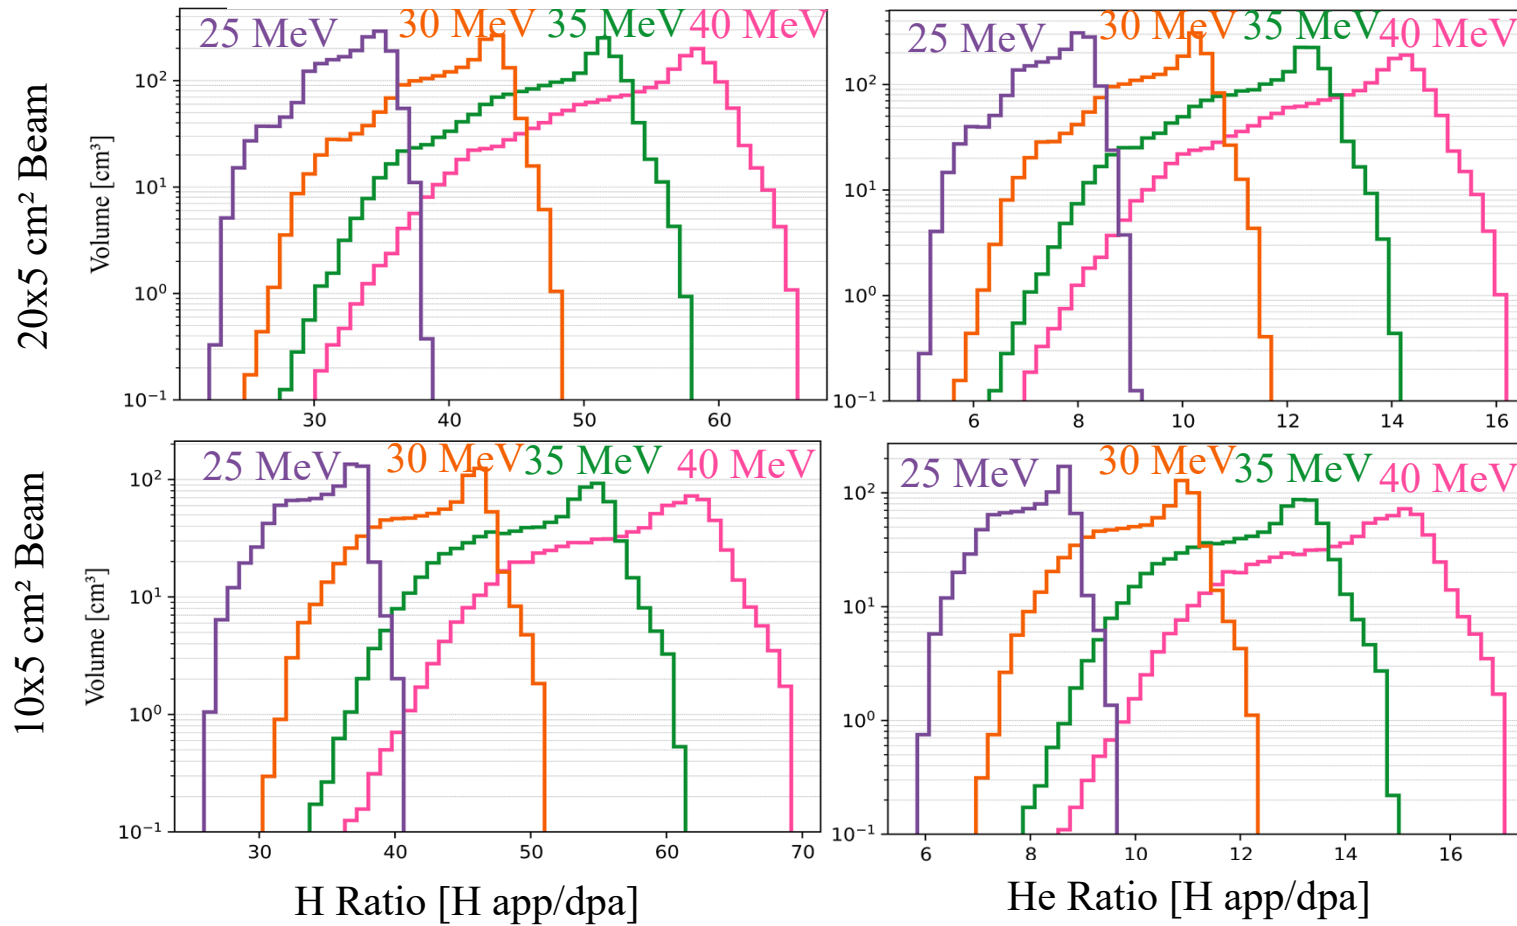 25 MeV 30 MeV 35 MeV 40 MeV
25 MeV 30 MeV 35 MeV 40 MeV
20x5 cm² Beam
Volume [cm³]
10²
10¹
10⁰
10⁻¹
30 40 50 60
10²
10¹
10⁰
10⁻¹
6 8 10 12 14 16
25 MeV 30 MeV 35 MeV 40 MeV
25 MeV 30 MeV 35 MeV 40 MeV
10x5 cm² Beam
Volume [cm³]
10²
10¹
10⁰
10⁻¹
30 40 50 60 70
10²
10¹
10⁰
10⁻¹
6 8 10 12 14 16
H Ratio [H app/dpa]
He Ratio [H app/dpa]